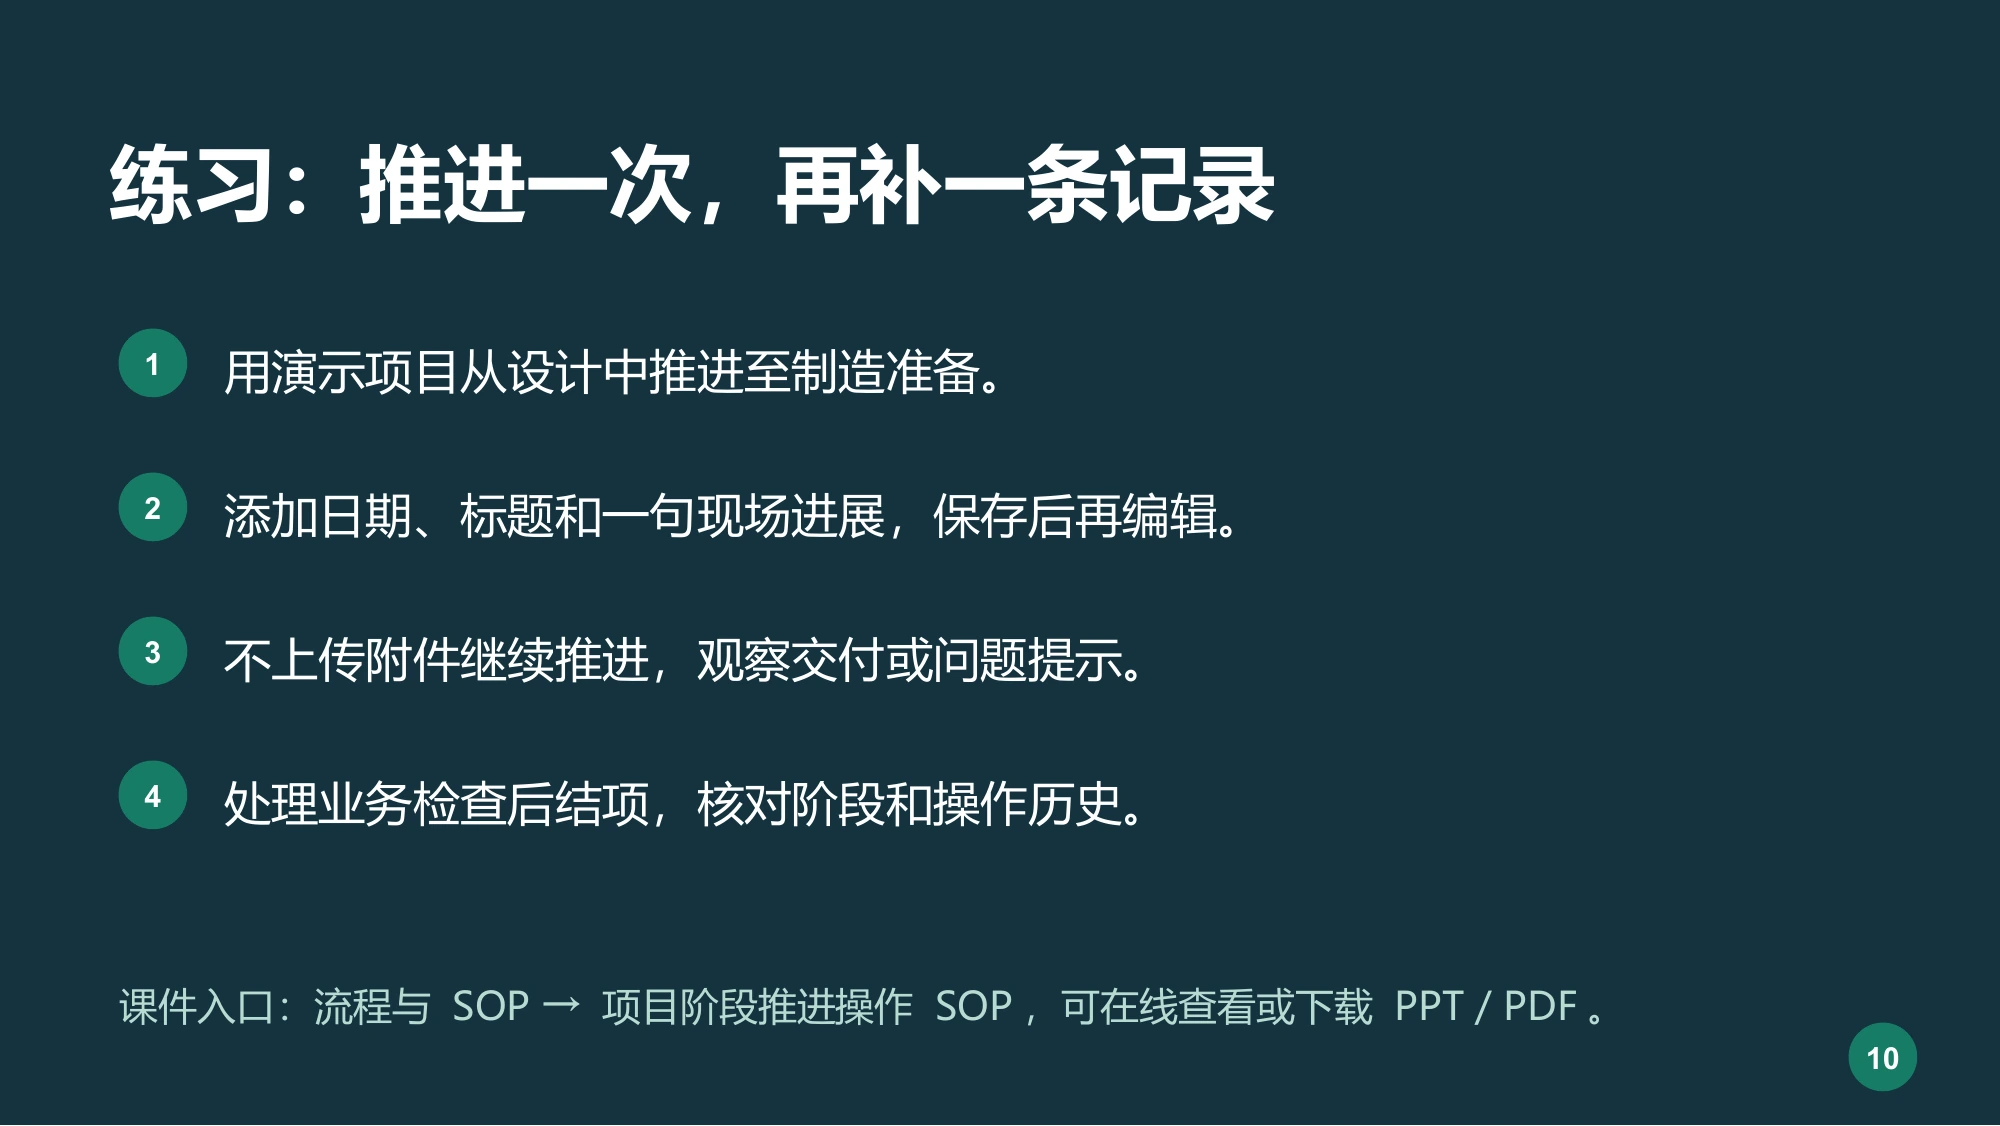 练习：推进一次，再补一条记录
1 用演示项目从设计中推进至制造准备。
2 添加日期、标题和一句现场进展，保存后再编辑。
3 不上传附件继续推进，观察交付或问题提示。
4 处理业务检查后结项，核对阶段和操作历史。
课件入口：流程与 SOP → 项目阶段推进操作 SOP ，可在线查看或下载 PPT / PDF 。
10